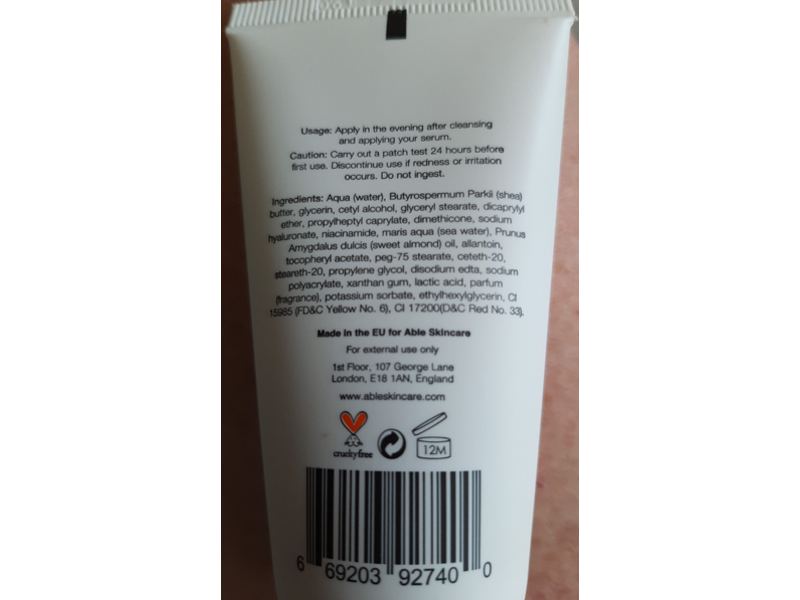 Usage: Apply in the evening after cleansing
and applying your serum.
Caution: Carry out a patch test 24 hours before
first use. Discontinue use if redness or irritation
occurs. Do not ingest.
Ingredients: Aqua (water), Butyrospermum Parkii (shea)
butter, glycerin, cetyl alcohol, glyceryl stearate, dicaprylyl
ether, propylheptyl caprylate, dimethicone, sodium
hyaluronate, niacinamide, maris aqua (sea water), Prunus
Amygdalus dulcis (sweet almond) oil, allantoin,
tocopheryl acetate, peg-75 stearate, ceteth-20,
steareth-20, propylene glycol, disodium edta, sodium
polyacrylate, xanthan gum, lactic acid, parfum
(fragrance), potassium sorbate, ethylhexylglycerin, CI
15985 (FD&C Yellow No. 6), CI 17200(D&C Red No. 33).
Made in the EU for Able Skincare
For external use only
1st Floor, 107 George Lane
London, E18 1AN, England
www.ableskincare.com
crueltyfree
12M
6 69203 92740 0